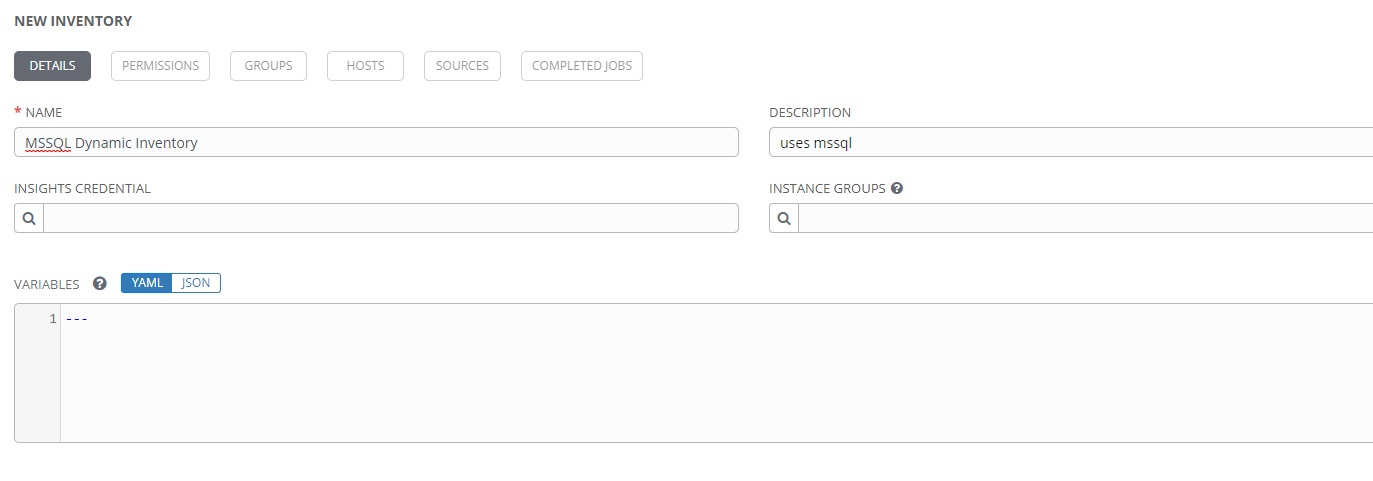 NEW INVENTORY
DETAILS PERMISSIONS GROUPS HOSTS SOURCES COMPLETED JOBS
* NAME DESCRIPTION
MSSQL Dynamic Inventory uses mssql
INSIGHTS CREDENTIAL INSTANCE GROUPS ?
VARIABLES ? YAML JSON
1 ---